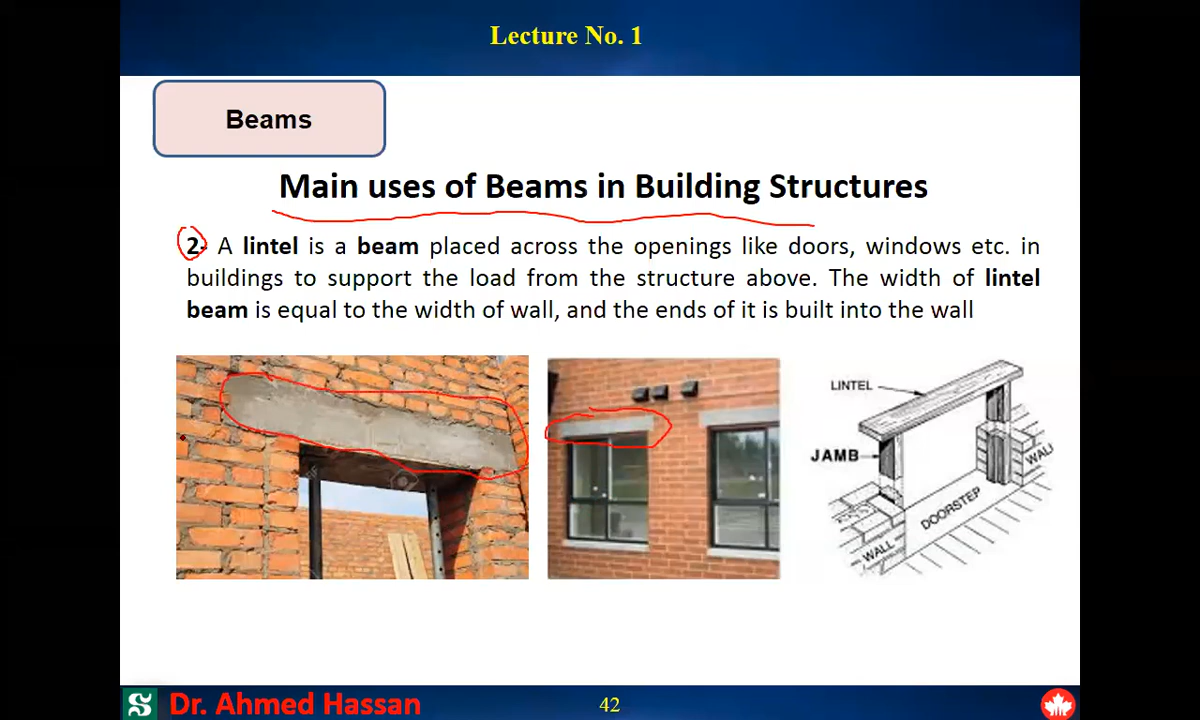 Lecture No. 1
Beams
Main uses of Beams in Building Structures
2- A lintel is a beam placed across the openings like doors, windows etc. in
buildings to support the load from the structure above. The width of lintel
beam is equal to the width of wall, and the ends of it is built into the wall
LINTEL
JAMB
WALL
DOORSTEP
WALL
Dr. Ahmed Hassan
42